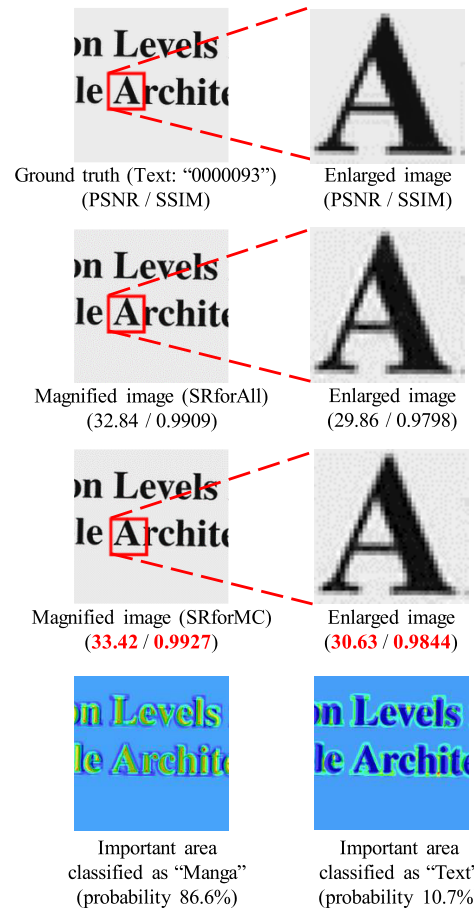 on Levels
le Archite
A
Ground truth (Text: “0000093”)
(PSNR / SSIM)
Enlarged image
(PSNR / SSIM)
on Levels
le Archite
A
Magnified image (SRforAll)
(32.84 / 0.9909)
Enlarged image
(29.86 / 0.9798)
on Levels
le Archite
A
Magnified image (SRforMC)
(33.42 / 0.9927)
Enlarged image
(30.63 / 0.9844)
on Levels
le Archite
on Levels
le Archite
Important area
classified as “Manga”
(probability 86.6%)
Important area
classified as “Text”
(probability 10.7%)